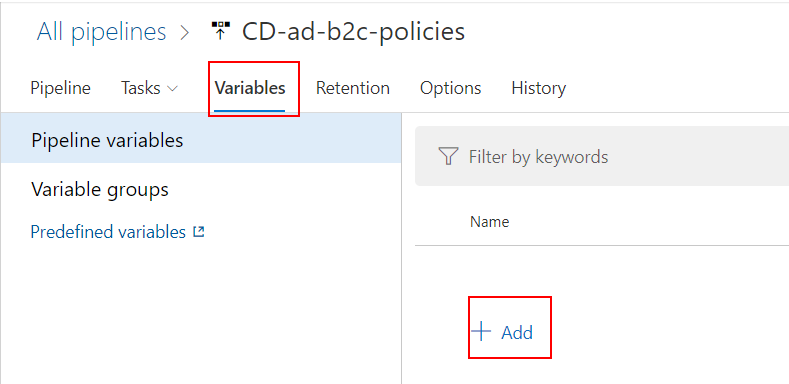 All pipelines > CD-ad-b2c-policies
Pipeline Tasks Variables Retention Options History
Pipeline variables
Filter by keywords
Variable groups
Predefined variables
Name
+ Add